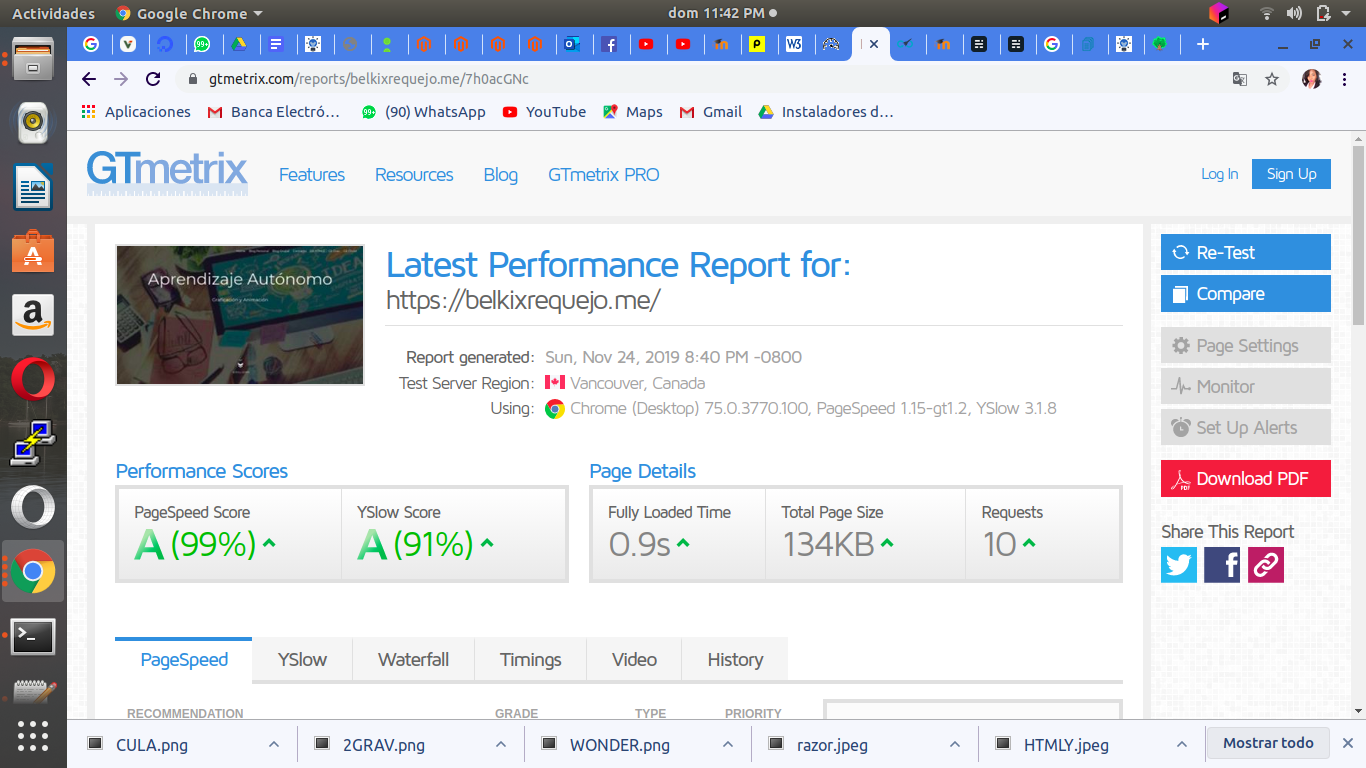 Actividades
Google Chrome
dom 11:42 PM
gtmetrix.com/reports/belkixrequejo.me/7h0acGNc
Aplicaciones
Banca Electró…
(90) WhatsApp
YouTube
Maps
Gmail
Instaladores d…
GTmetrix
Features
Resources
Blog
GTmetrix PRO
Log In
Sign Up
Aprendizaje Autónomo
Graficación y Animación
Latest Performance Report for:
https://belkixrequejo.me/
Report generated: Sun, Nov 24, 2019 8:40 PM -0800
Test Server Region: Vancouver, Canada
Using: Chrome (Desktop) 75.0.3770.100, PageSpeed 1.15-gt1.2, YSlow 3.1.8
Re-Test
Compare
Page Settings
Monitor
Set Up Alerts
Download PDF
Share This Report
Performance Scores
PageSpeed Score
A (99%)
YSlow Score
A (91%)
Page Details
Fully Loaded Time
0.9s
Total Page Size
134KB
Requests
10
PageSpeed
YSlow
Waterfall
Timings
Video
History
RECOMMENDATION
GRADE
TYPE
PRIORITY
CULA.png
2GRAV.png
WONDER.png
razor.jpeg
HTMLY.jpeg
Mostrar todo